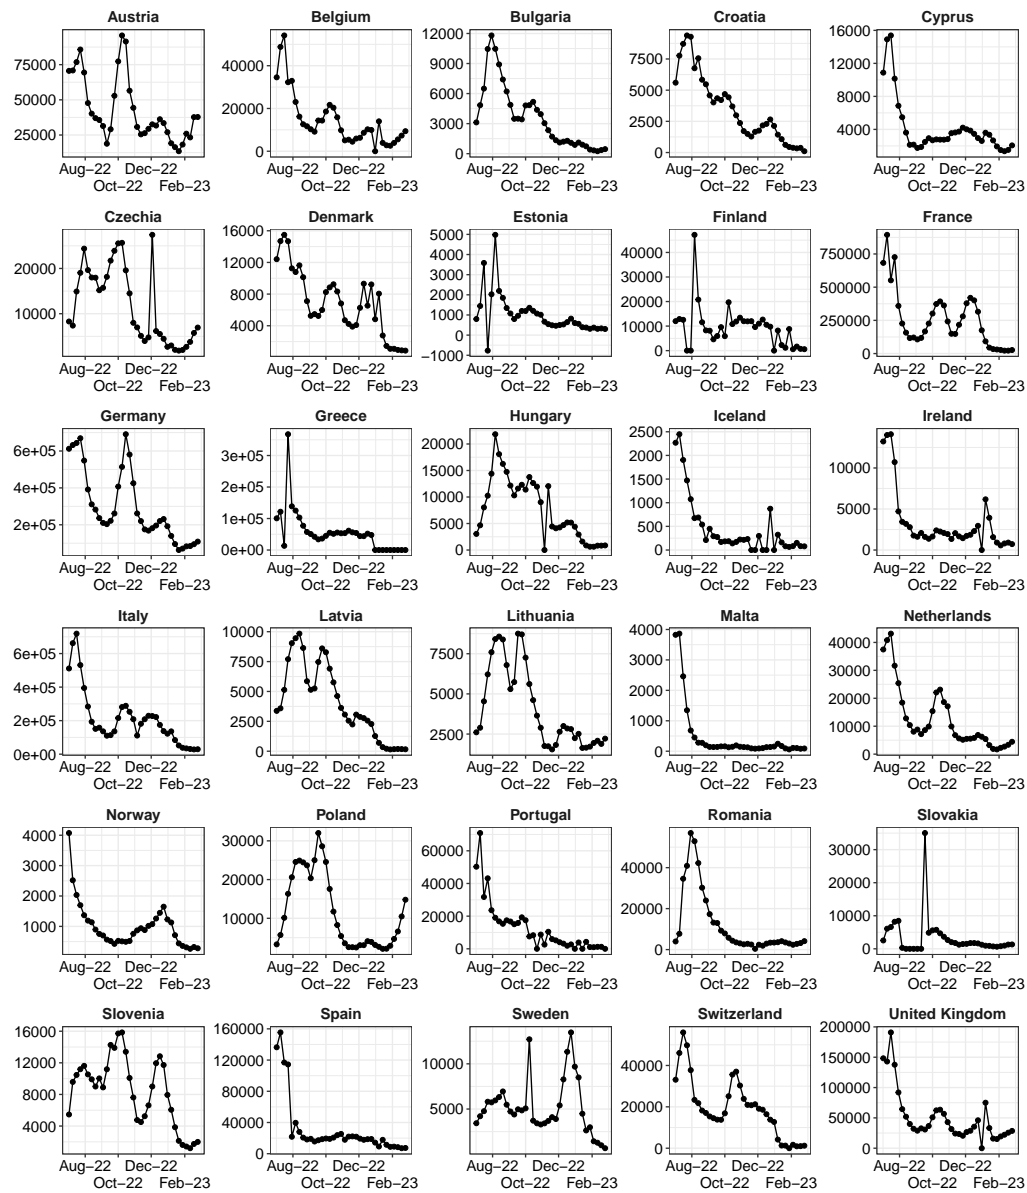 Austria Belgium Bulgaria Croatia Cyprus
75000 50000 25000
40000 20000 0
12000 9000 6000 3000 0
7500 5000 2500 0
16000 12000 8000 4000
Aug−22 Dec−22 Aug−22 Dec−22 Aug−22 Dec−22 Aug−22 Dec−22 Aug−22 Dec−22
Oct−22 Feb−23 Oct−22 Feb−23 Oct−22 Feb−23 Oct−22 Feb−23 Oct−22 Feb−23
Czechia Denmark Estonia Finland France
20000 10000
16000 12000 8000 4000
5000 4000 3000 2000 1000 0 −1000
40000 30000 20000 10000 0
750000 500000 250000 0
Aug−22 Dec−22 Aug−22 Dec−22 Aug−22 Dec−22 Aug−22 Dec−22 Aug−22 Dec−22
Oct−22 Feb−23 Oct−22 Feb−23 Oct−22 Feb−23 Oct−22 Feb−23 Oct−22 Feb−23
Germany Greece Hungary Iceland Ireland
6e+05 4e+05 2e+05
3e+05 2e+05 1e+05 0e+00
20000 15000 10000 5000 0
2500 2000 1500 1000 500 0
10000 5000 0
Aug−22 Dec−22 Aug−22 Dec−22 Aug−22 Dec−22 Aug−22 Dec−22 Aug−22 Dec−22
Oct−22 Feb−23 Oct−22 Feb−23 Oct−22 Feb−23 Oct−22 Feb−23 Oct−22 Feb−23
Italy Latvia Lithuania Malta Netherlands
6e+05 4e+05 2e+05 0e+00
10000 7500 5000 2500 0
7500 5000 2500
4000 3000 2000 1000 0
40000 30000 20000 10000 0
Aug−22 Dec−22 Aug−22 Dec−22 Aug−22 Dec−22 Aug−22 Dec−22 Aug−22 Dec−22
Oct−22 Feb−23 Oct−22 Feb−23 Oct−22 Feb−23 Oct−22 Feb−23 Oct−22 Feb−23
Norway Poland Portugal Romania Slovakia
4000 3000 2000 1000
30000 20000 10000
60000 40000 20000 0
40000 20000 0
30000 20000 10000 0
Aug−22 Dec−22 Aug−22 Dec−22 Aug−22 Dec−22 Aug−22 Dec−22 Aug−22 Dec−22
Oct−22 Feb−23 Oct−22 Feb−23 Oct−22 Feb−23 Oct−22 Feb−23 Oct−22 Feb−23
Slovenia Spain Sweden Switzerland United Kingdom
16000 12000 8000 4000
160000 120000 80000 40000 0
10000 5000
40000 20000 0
200000 150000 100000 50000 0
Aug−22 Dec−22 Aug−22 Dec−22 Aug−22 Dec−22 Aug−22 Dec−22 Aug−22 Dec−22
Oct−22 Feb−23 Oct−22 Feb−23 Oct−22 Feb−23 Oct−22 Feb−23 Oct−22 Feb−23